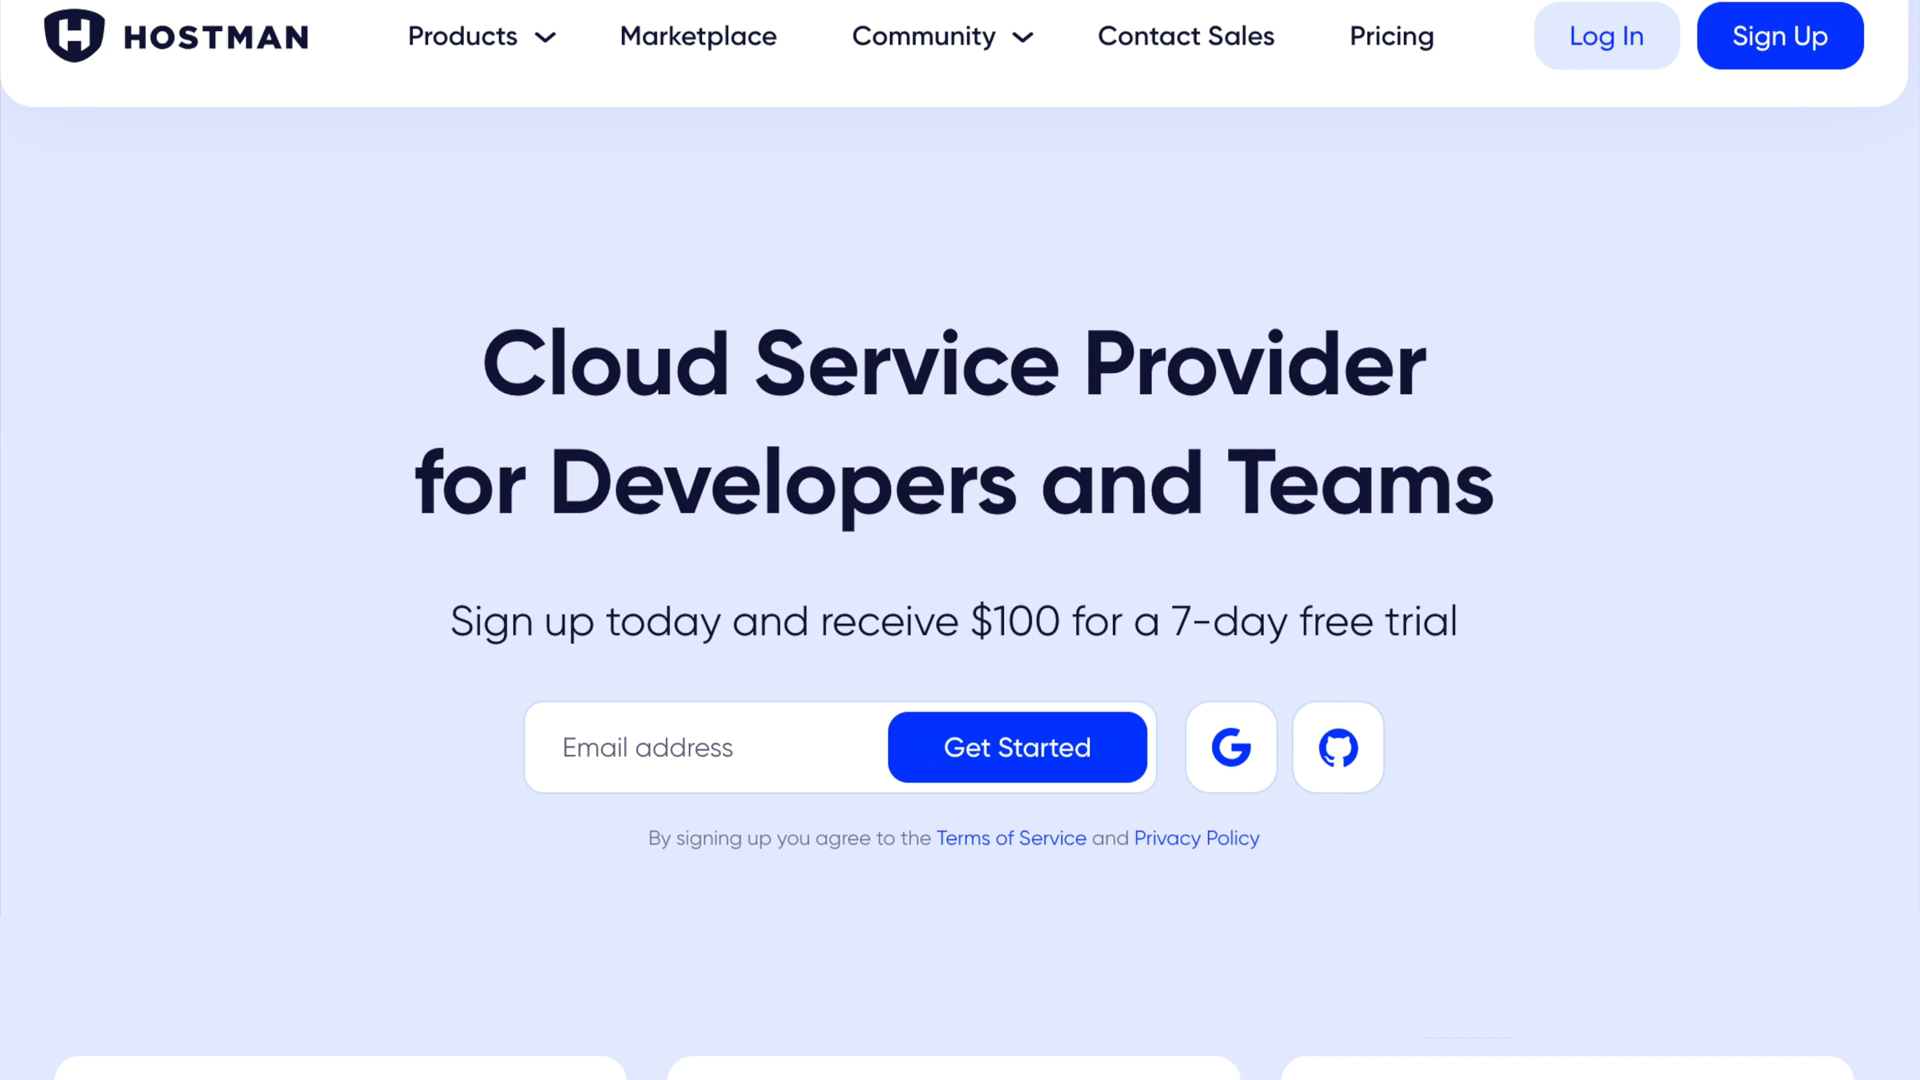 HOSTMAN
Products
Marketplace
Community
Contact Sales
Pricing
Log In
Sign Up
Cloud Service Provider
for Developers and Teams
Sign up today and receive $100 for a 7-day free trial
Email address
Get Started
By signing up you agree to the Terms of Service and Privacy Policy